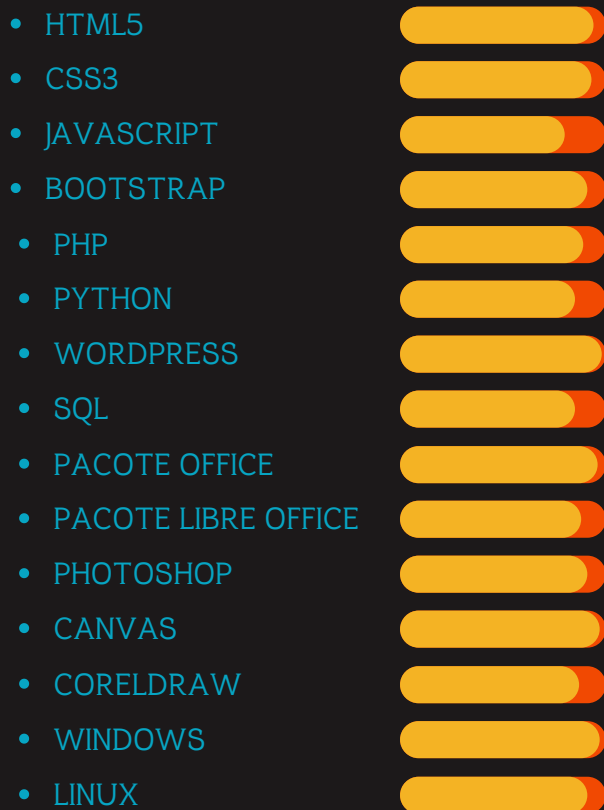 • HTML5
• CSS3
• JAVASCRIPT
• BOOTSTRAP
• PHP
• PYTHON
• WORDPRESS
• SQL
• PACOTE OFFICE
• PACOTE LIBRE OFFICE
• PHOTOSHOP
• CANVAS
• CORELDRAW
• WINDOWS
• LINUX